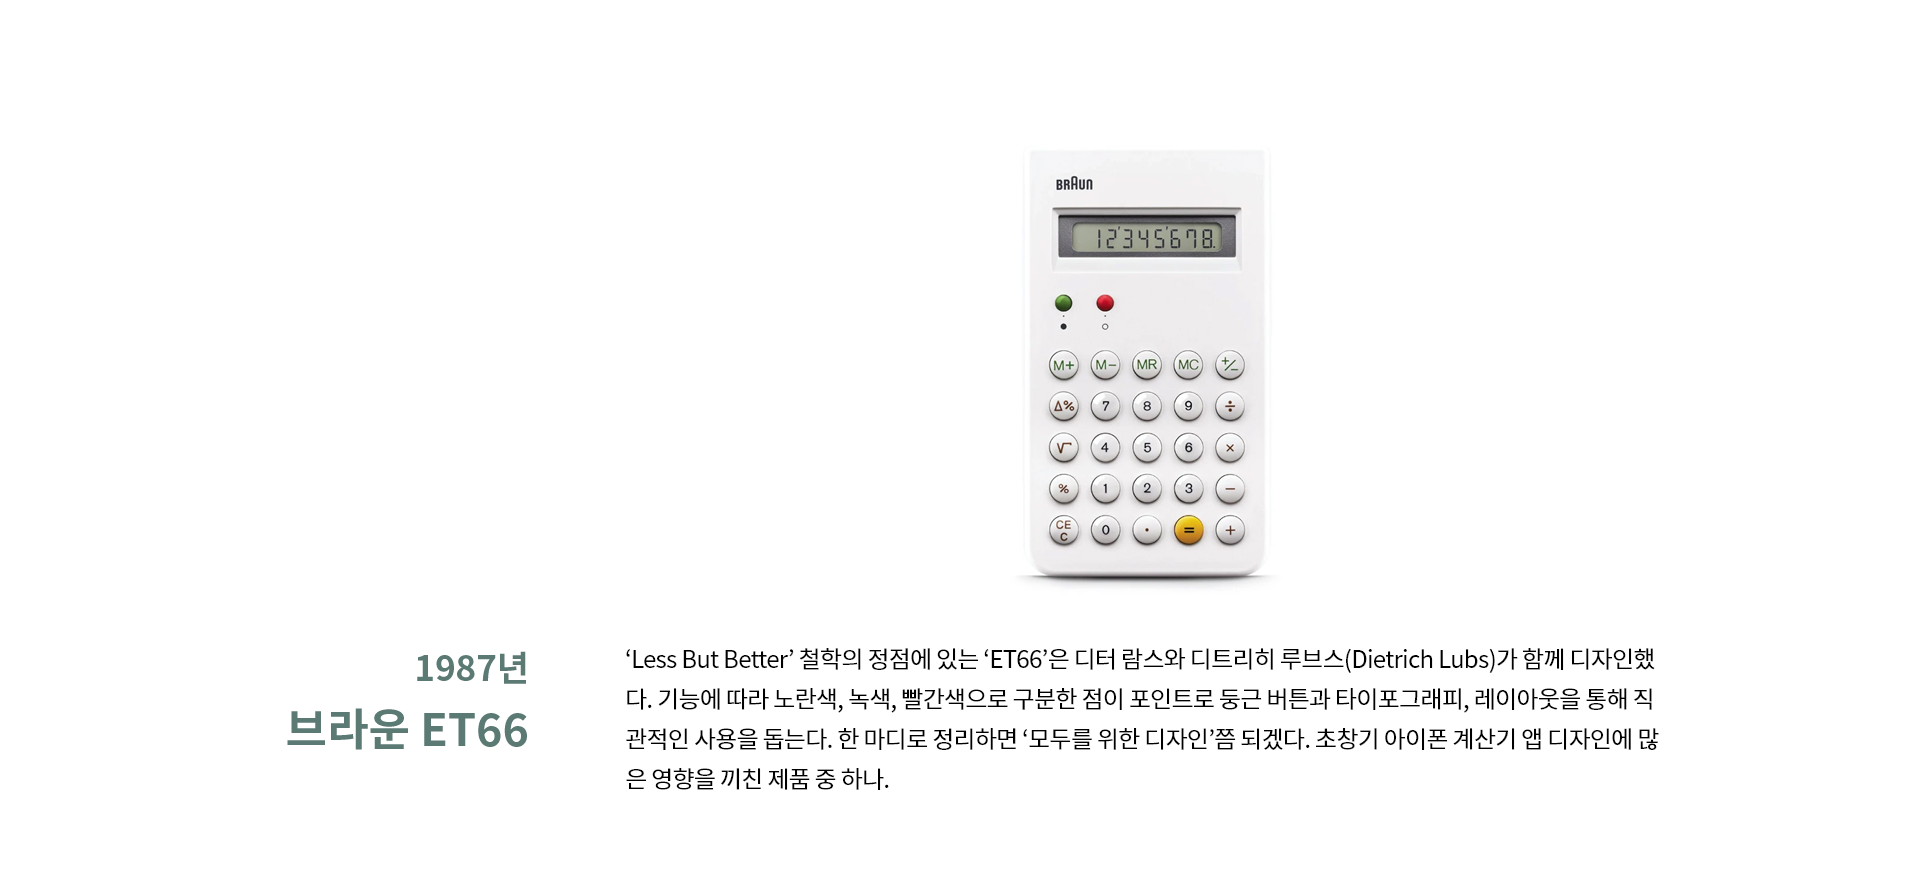 BRAUN
12'345'678.
M+ M− MR MC +/−
Δ% 7 8 9 ÷
√ 4 5 6 ×
% 1 2 3 −
CE
C 0 · = +
1987년
브라운 ET66
‘Less But Better’ 철학의 정점에 있는 ‘ET66’은 디터 람스와 디트리히 루브스(Dietrich Lubs)가 함께 디자인했
다. 기능에 따라 노란색, 녹색, 빨간색으로 구분한 점이 포인트로 둥근 버튼과 타이포그래피, 레이아웃을 통해 직
관적인 사용을 돕는다. 한 마디로 정리하면 ‘모두를 위한 디자인’쯤 되겠다. 초창기 아이폰 계산기 앱 디자인에 많
은 영향을 끼친 제품 중 하나.